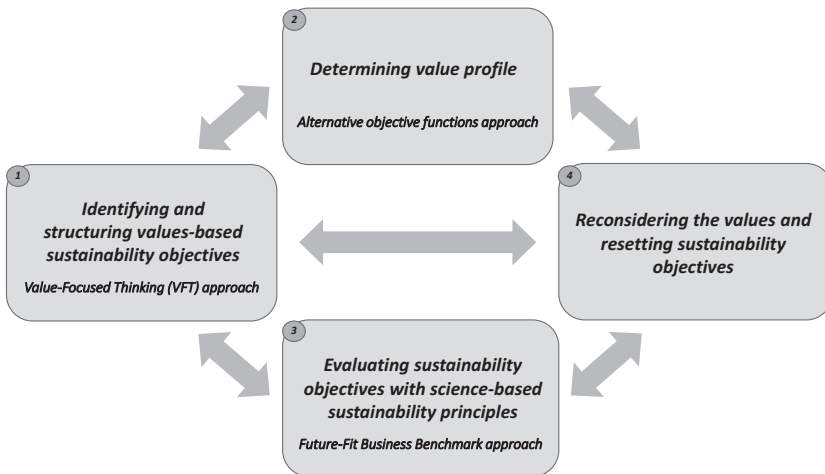 2
Determining value profile
Alternative objective functions approach
1
Identifying and
structuring values-based
sustainability objectives
Value-Focused Thinking (VFT) approach
4
Reconsidering the values and
resetting sustainability
objectives
3
Evaluating sustainability
objectives with science-based
sustainability principles
Future-Fit Business Benchmark approach